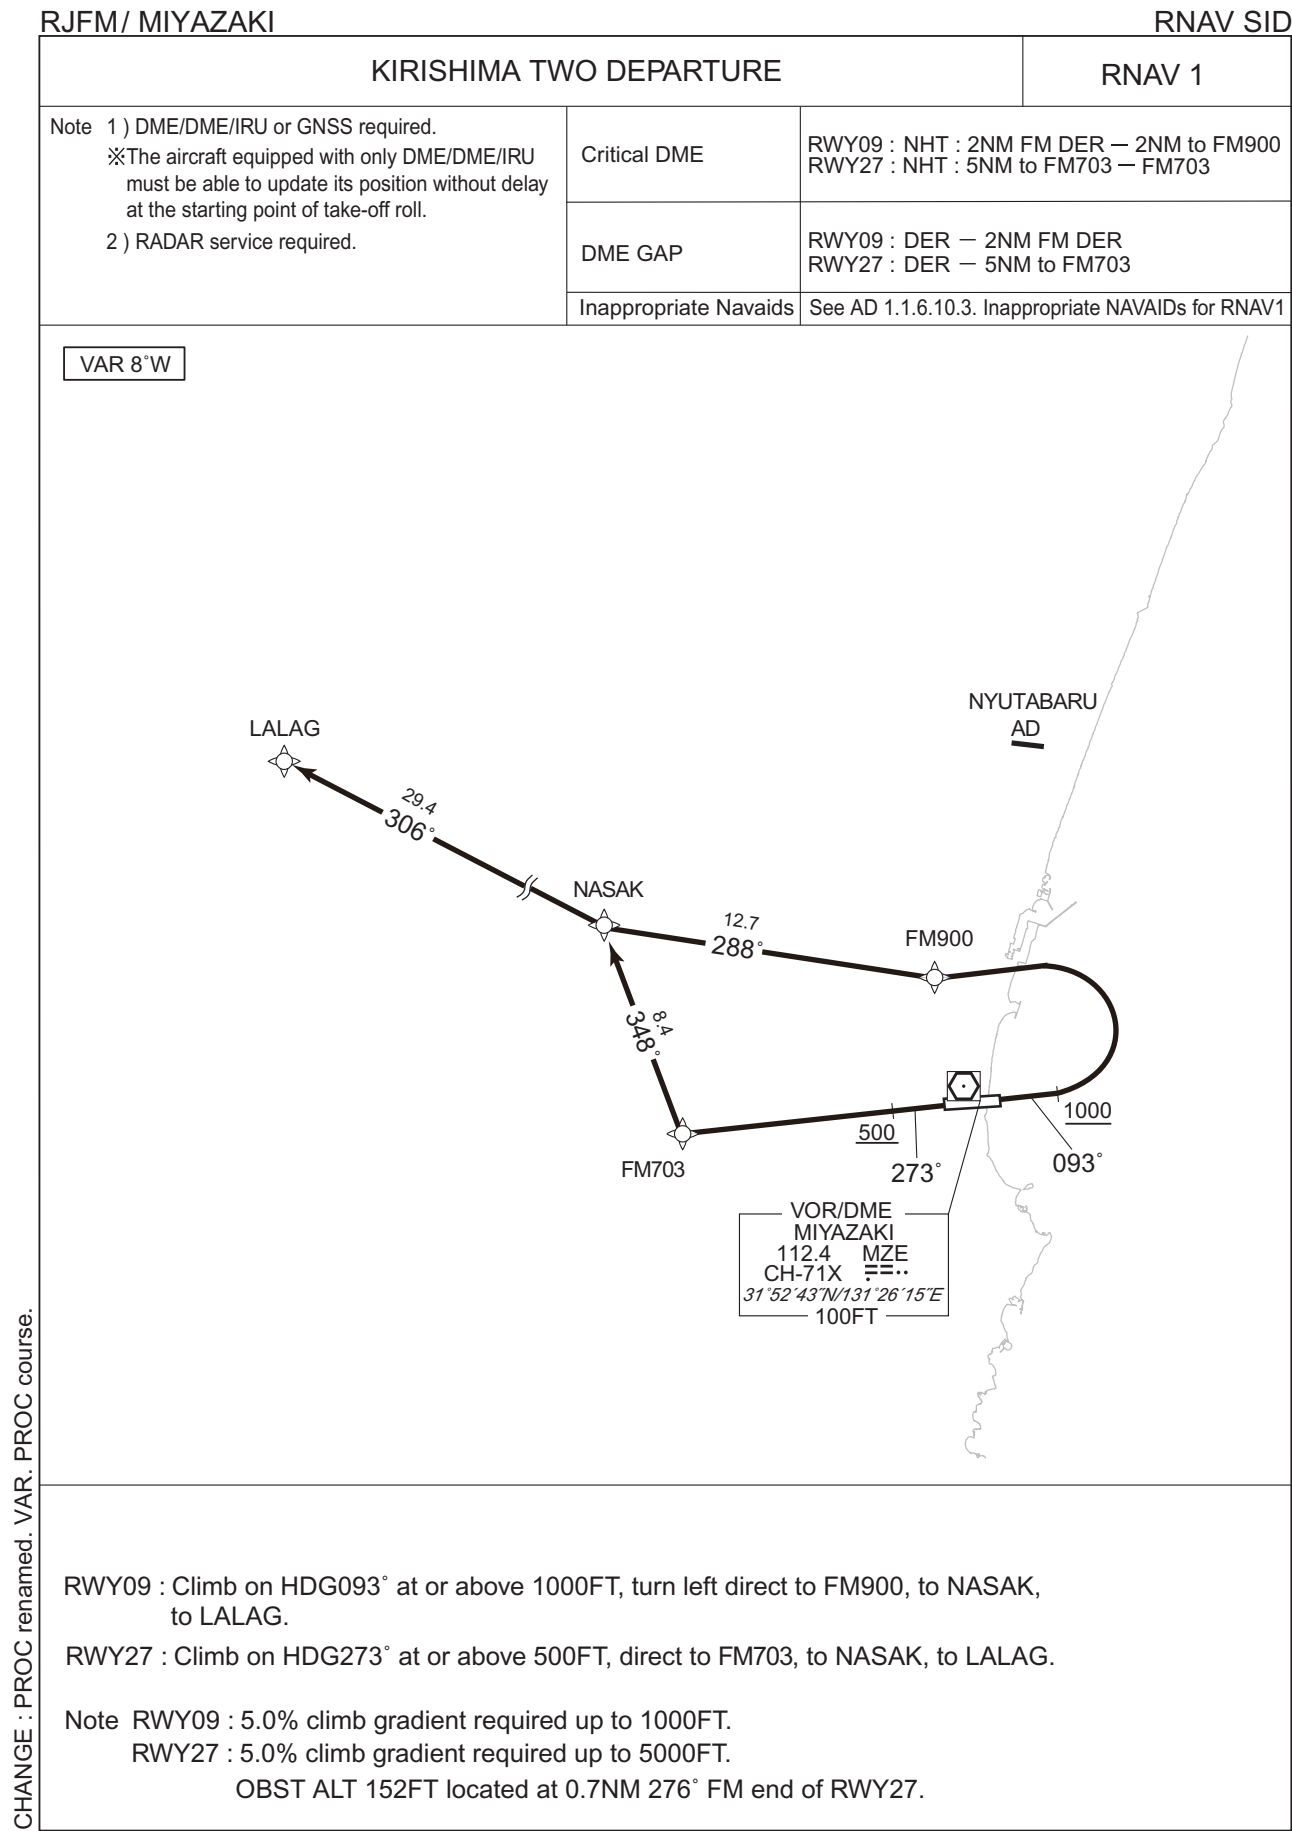 RJFM / MIYAZAKI
RNAV SID
KIRISHIMA TWO DEPARTURE
RNAV 1
Note 1 ) DME/DME/IRU or GNSS required.
※The aircraft equipped with only DME/DME/IRU
must be able to update its position without delay
at the starting point of take-off roll.
2 ) RADAR service required.
Critical DME
RWY09 : NHT : 2NM FM DER － 2NM to FM900
RWY27 : NHT : 5NM to FM703 － FM703
DME GAP
RWY09 : DER － 2NM FM DER
RWY27 : DER － 5NM to FM703
Inappropriate Navaids
See AD 1.1.6.10.3. Inappropriate NAVAIDs for RNAV1
VAR 8˚W
NYUTABARU
AD
LALAG
29.4
306˚
NASAK
12.7
288˚
FM900
8.4
348˚
1000
500
FM703
273˚
093˚
VOR/DME
MIYAZAKI
112.4 MZE
CH-71X
31˚52´43˝N/131˚26´15˝E
100FT
RWY09 : Climb on HDG093˚ at or above 1000FT, turn left direct to FM900, to NASAK,
to LALAG.
RWY27 : Climb on HDG273˚ at or above 500FT, direct to FM703, to NASAK, to LALAG.
Note RWY09 : 5.0% climb gradient required up to 1000FT.
RWY27 : 5.0% climb gradient required up to 5000FT.
OBST ALT 152FT located at 0.7NM 276˚ FM end of RWY27.
CHANGE : PROC renamed. VAR. PROC course.